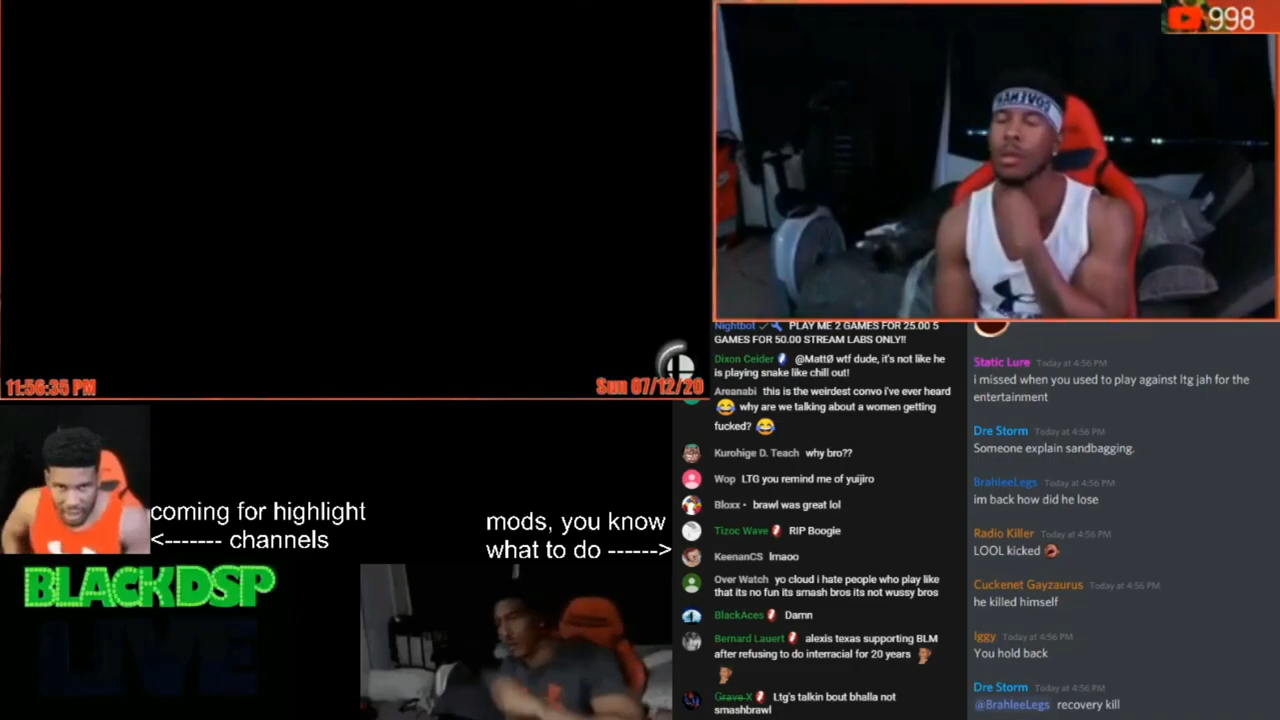 998
11:56:35 PM
Sun 07/12/20
coming for highlight
<------- channels
mods, you know
what to do ------>
BLACKDSP
LIVE
Nightbot PLAY ME 2 GAMES FOR 25.00 5
GAMES FOR 50.00 STREAM LABS ONLY!!
Dixon Ceider @MattØ wtf dude, it's not like he
is playing snake like chill out!
Areanabi this is the weirdest convo i've ever heard
😂 why are we talking about a women getting
fucked? 😂
Kurohige D. Teach why bro??
Wop LTG you remind me of yuijiro
Bloxx • brawl was great lol
Tizoc Wave RIP Boogie
KeenanCS lmaoo
Over Watch yo cloud i hate people who play like
that its no fun its smash bros its not wussy bros
BlackAces Damn
Bernard Lauert alexis texas supporting BLM
after refusing to do interracial for 20 years
Grave X Ltg's talkin bout bhalla not
smashbrawl
Static Lure Today at 4:56 PM
i missed when you used to play against ltg jah for the
entertainment
Dre Storm Today at 4:56 PM
Someone explain sandbagging.
BrahleeLegs Today at 4:56 PM
im back how did he lose
Radio Killer Today at 4:56 PM
LOOL kicked
Cuckenet Gayzaurus Today at 4:56 PM
he killed himself
Iggy Today at 4:56 PM
You hold back
Dre Storm Today at 4:56 PM
@BrahleeLegs recovery kill